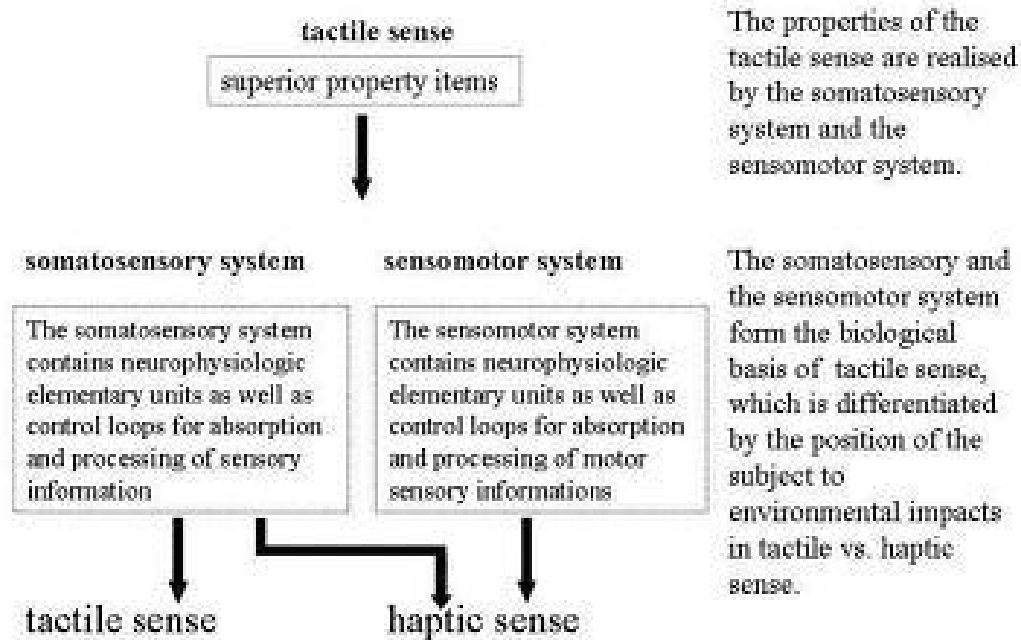 tactile sense
superior property items
The properties of the
tactile sense are realised
by the somatosensory
system and the
sensomotor system.
somatosensory system
The somatosensory system
contains neurophysiologic
elementary units as well as
control loops for absorption
and processing of sensory
information
sensomotor system
The sensomotor system
contains neurophysiologic
elementary units as well as
control loops for absorption
and processing of motor
sensory informations
The somatosensory and
the sensomotor system
form the biological
basis of tactile sense,
which is differentiated
by the position of the
subject to
environmental impacts
in tactile vs. haptic
sense.
tactile sense
haptic sense